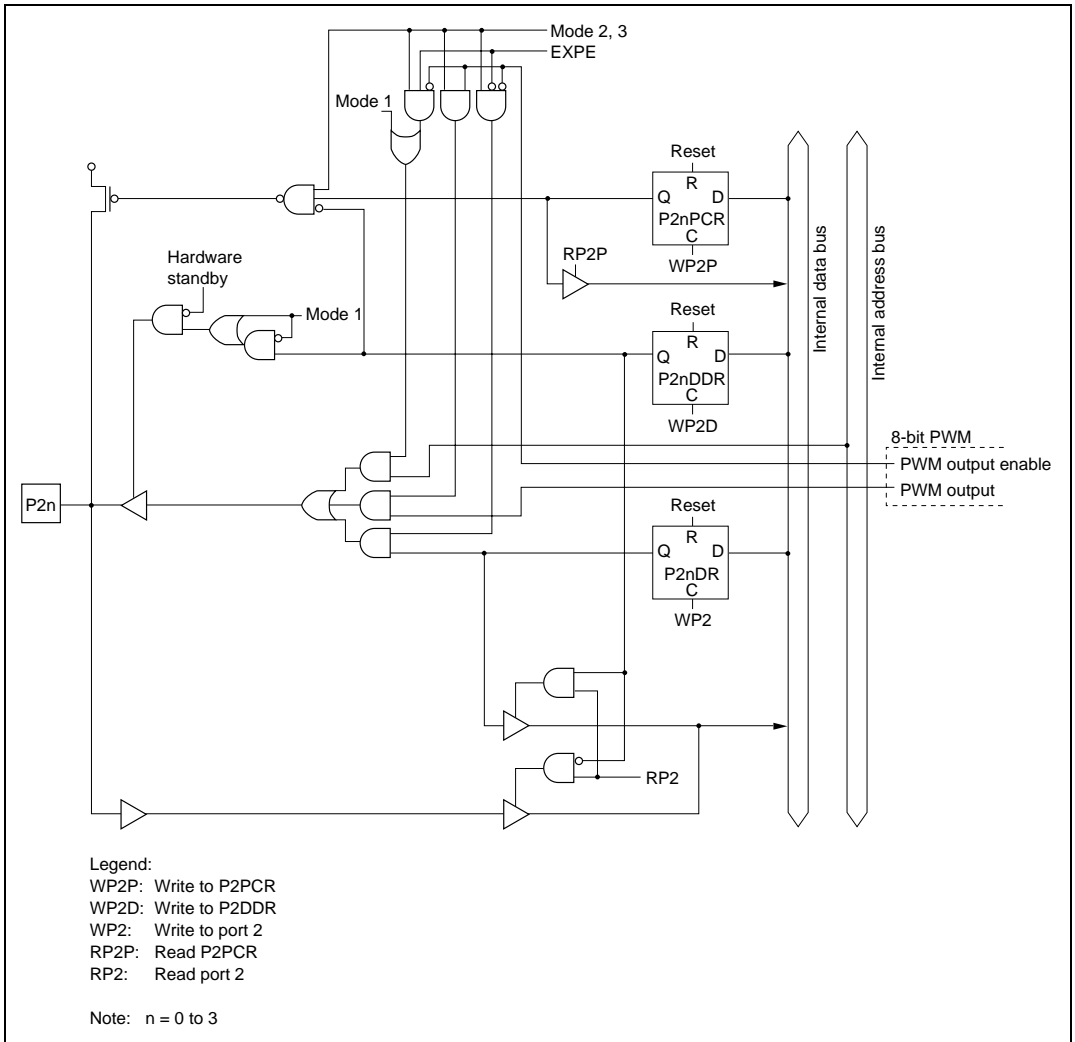 Mode 2, 3
EXPE
Mode 1
Reset
R
Q D
P2nPCR
C
WP2P
RP2P
Hardware
standby
Mode 1
Reset
R
Q D
P2nDDR
C
WP2D
Internal data bus
Internal address bus
8-bit PWM
PWM output enable
PWM output
P2n
Reset
R
Q D
P2nDR
C
WP2
RP2
Legend:
WP2P: Write to P2PCR
WP2D: Write to P2DDR
WP2: Write to port 2
RP2P: Read P2PCR
RP2: Read port 2
Note: n = 0 to 3